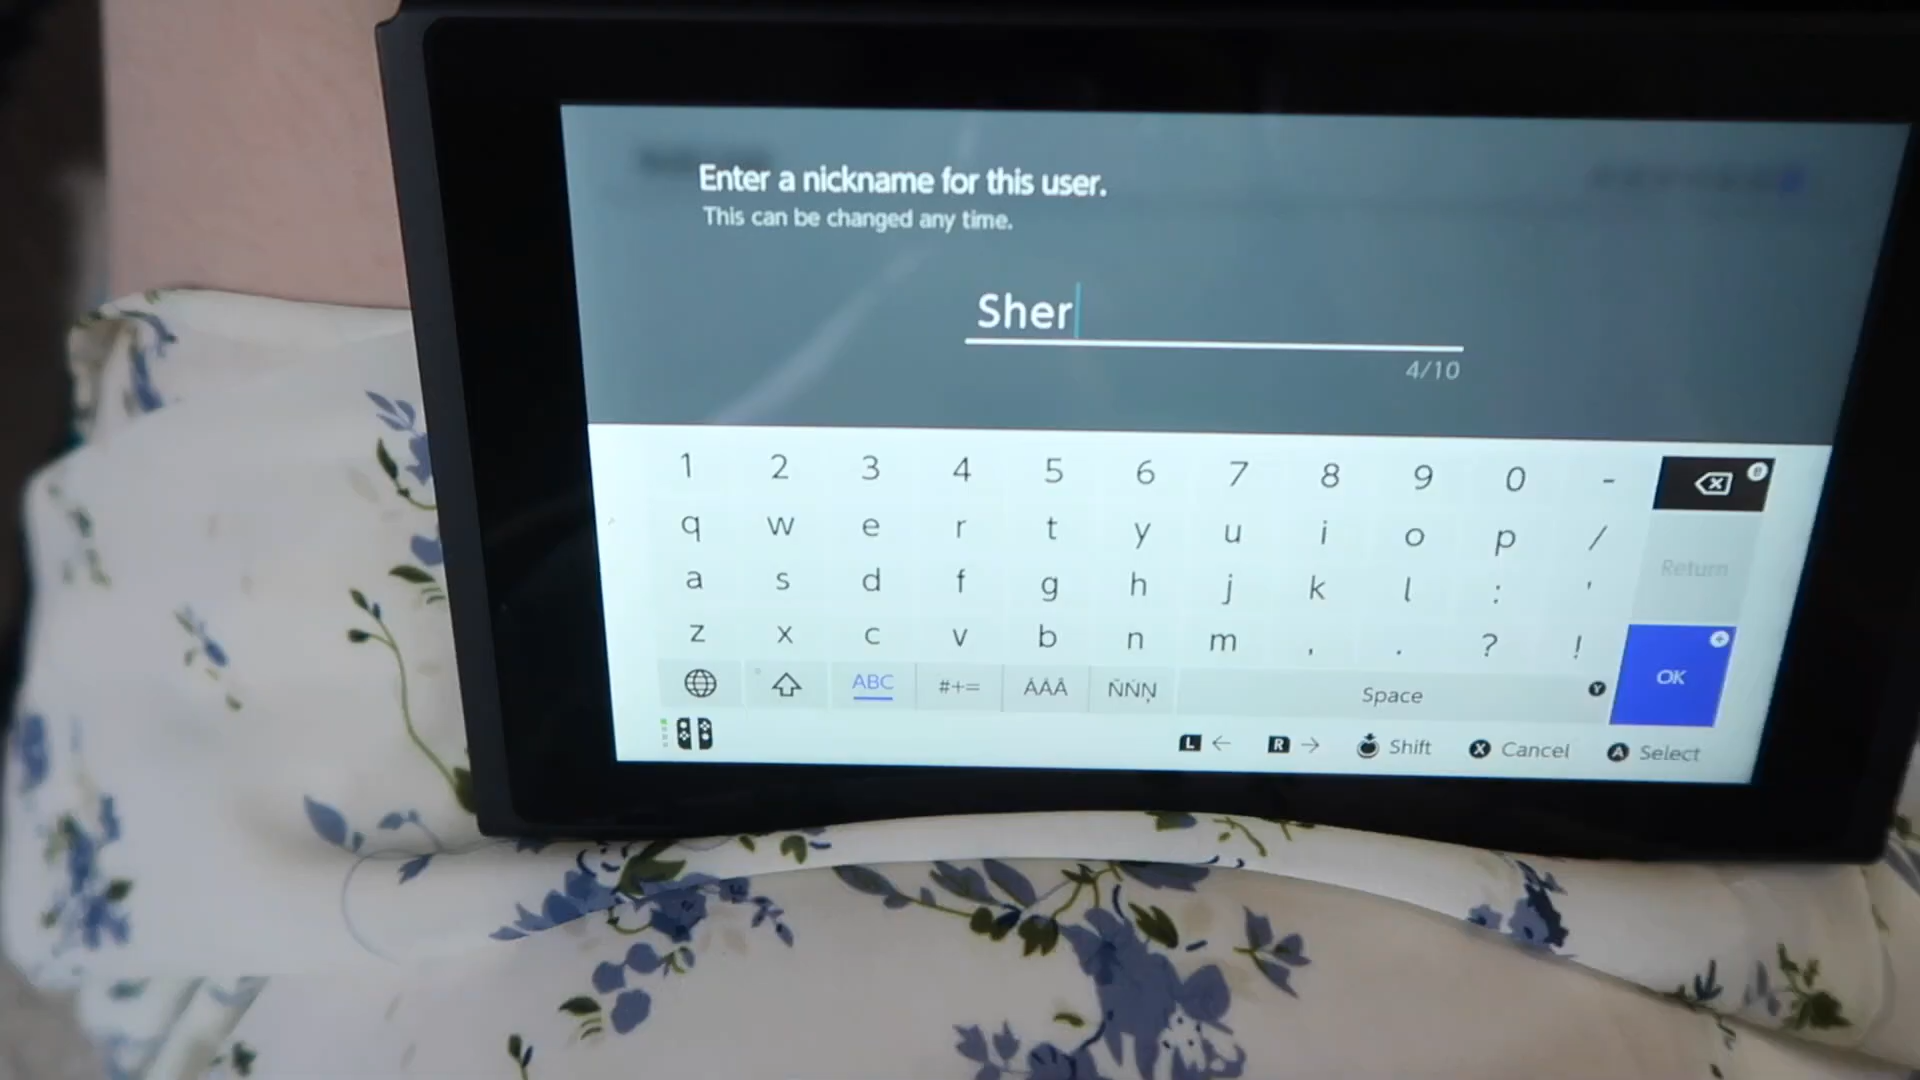 Enter a nickname for this user.
This can be changed any time.
Sher
4/10
1 2 3 4 5 6 7 8 9 0 -
q w e r t y u i o p /
Return
a s d f g h j k l : '
z x c v b n m , . ? !
OK
ABC #+= ÁÂÄ ÑŃŅ Space Y
L ← R → Shift X Cancel A Select